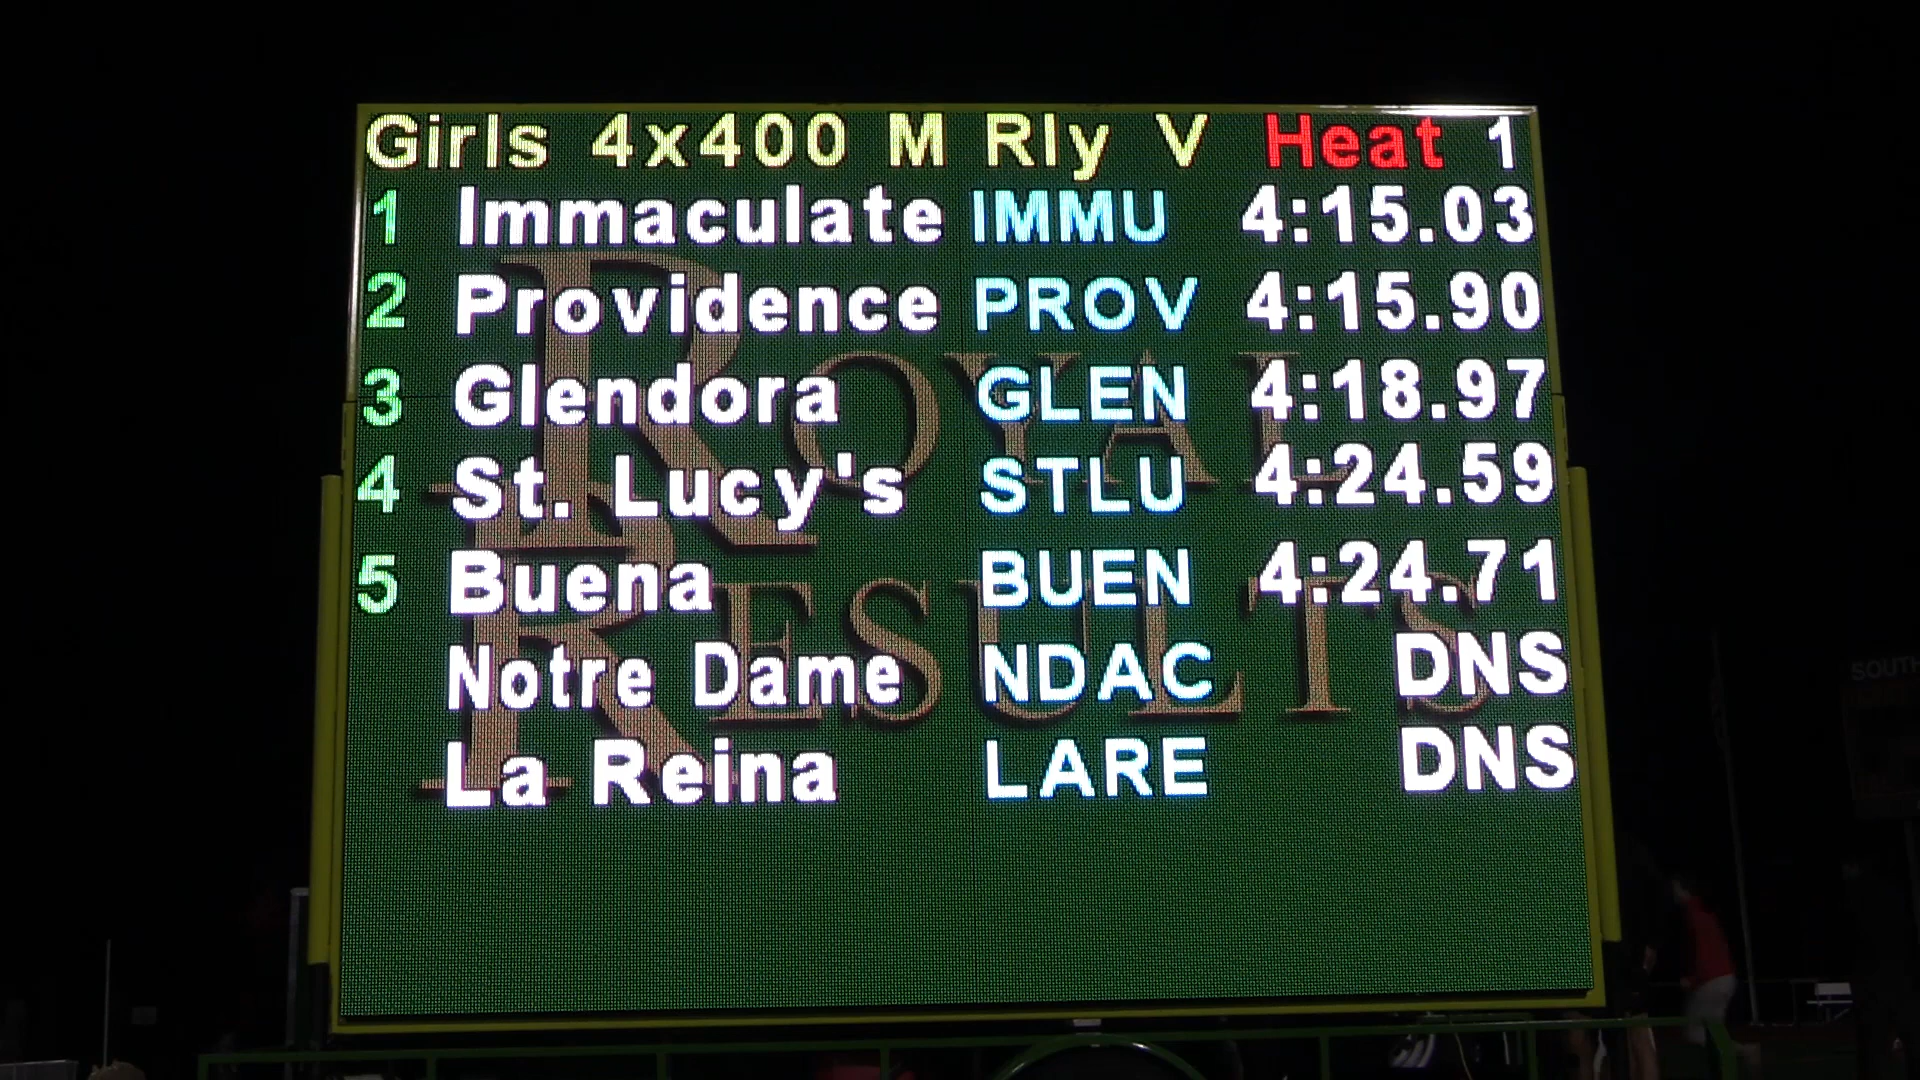 Girls 4x400 M Rly V Heat 1
1 Immaculate IMMU 4:15.03
2 Providence PROV 4:15.90
3 Glendora GLEN 4:18.97
4 St. Lucy's STLU 4:24.59
5 Buena BUEN 4:24.71
Notre Dame NDAC DNS
La Reina LARE DNS
ROYAL
RESULTS
SOUTH